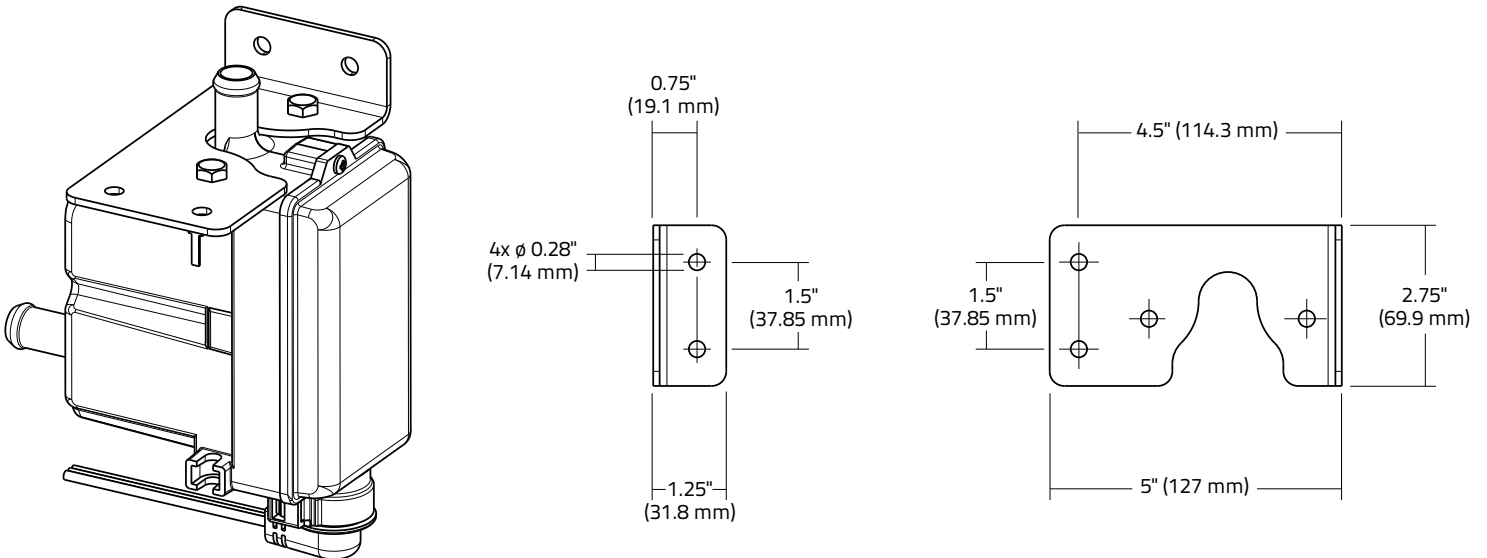 0.75"
(19.1 mm)
4x ø 0.28"
(7.14 mm)
1.5"
(37.85 mm)
1.25"
(31.8 mm)
4.5" (114.3 mm)
1.5"
(37.85 mm)
2.75"
(69.9 mm)
5" (127 mm)